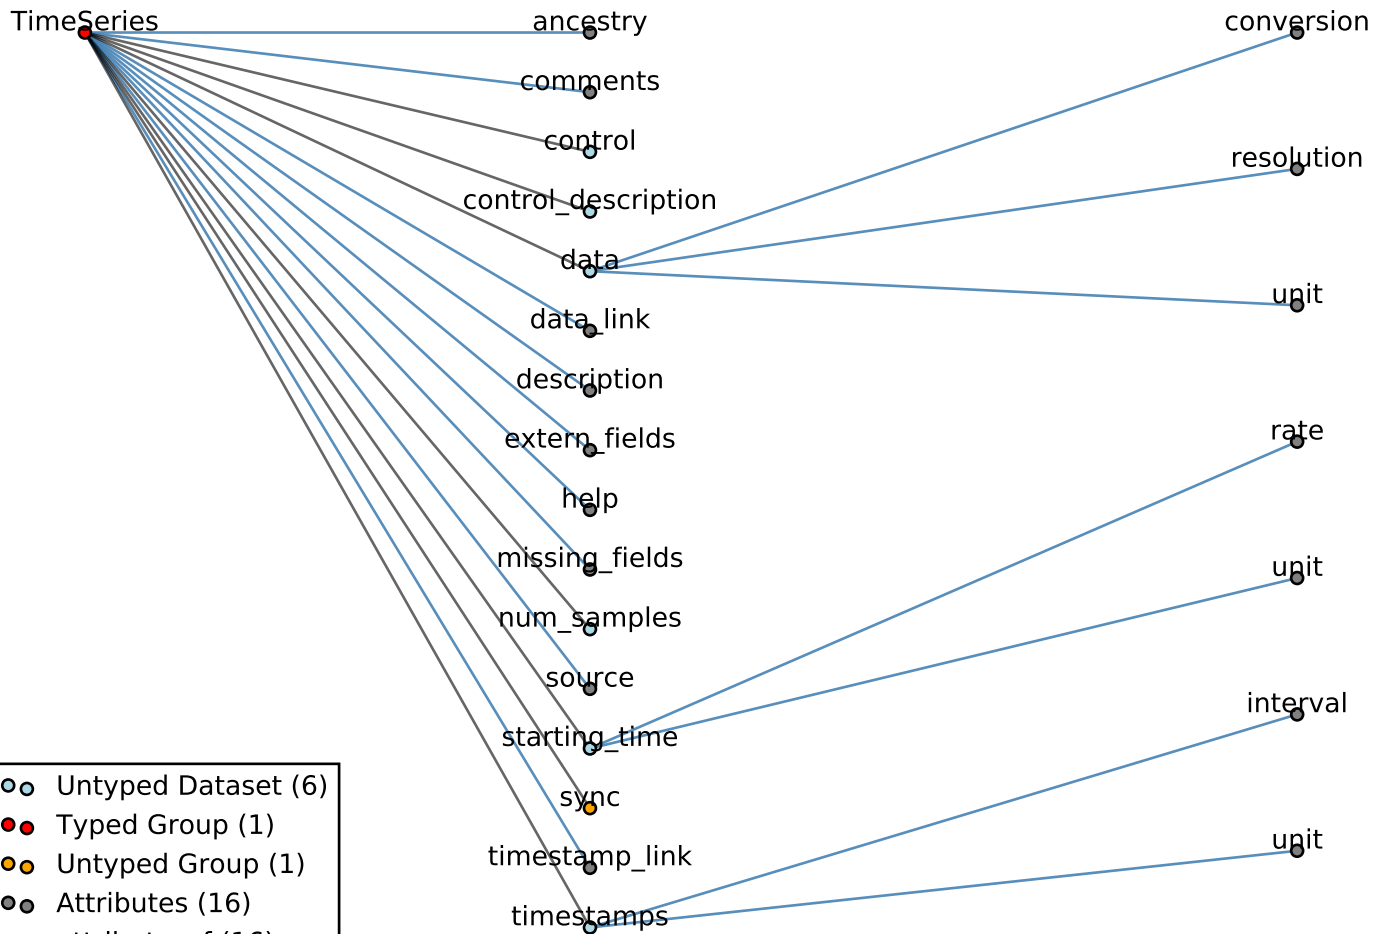 TimeSeries
ancestry
conversion
comments
control
resolution
control_description
data
unit
data_link
description
rate
extern_fields
help
missing_fields
unit
num_samples
source
interval
starting_time
sync
unit
timestamp_link
timestamps
Untyped Dataset (6)
Typed Group (1)
Untyped Group (1)
Attributes (16)